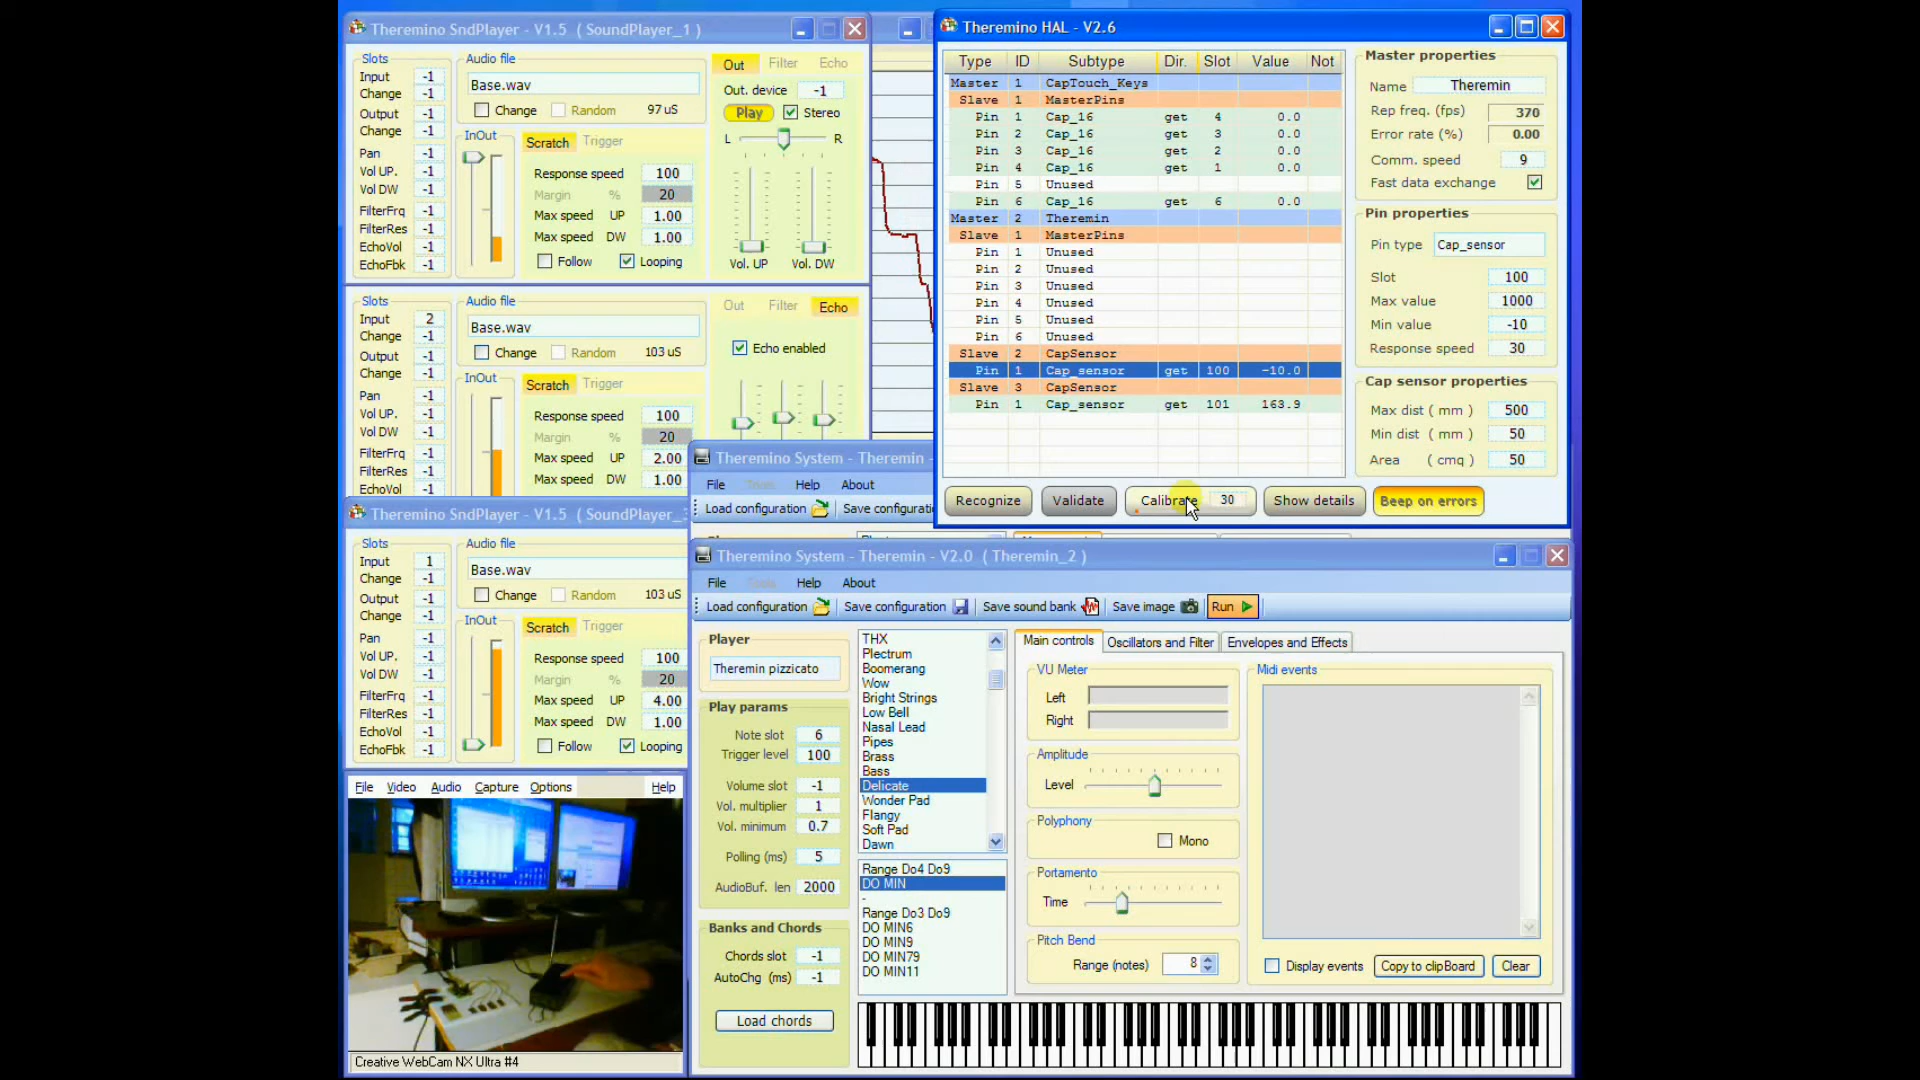 Theremino SndPlayer - V1.5 ( SoundPlayer_1 )
Slots
Input -1
Change -1
Output -1
Change -1
Pan -1
Vol UP. -1
Vol DW -1
FilterFrq -1
FilterRes -1
EchoVol -1
EchoFbk -1
Audio file
Base.wav
Change Random 97 uS
InOut
Scratch Trigger
Response speed 100
Margin % 20
Max speed UP 1.00
Max speed DW 1.00
Follow Looping
Out Filter Echo
Out. device -1
Play Stereo
L R
Vol. UP Vol. DW
Slots
Input 2
Change -1
Output -1
Change -1
Pan -1
Vol UP. -1
Vol DW -1
FilterFrq -1
FilterRes -1
EchoVol -1
Audio file
Base.wav
Change Random 103 uS
InOut
Scratch Trigger
Response speed 100
Margin % 20
Max speed UP 2.00
Max speed DW 1.00
Out Filter Echo
Echo enabled
Theremino SndPlayer - V1.5 ( SoundPlayer_3
Slots
Input 1
Change -1
Output -1
Change -1
Pan -1
Vol UP. -1
Vol DW -1
FilterFrq -1
FilterRes -1
EchoVol -1
EchoFbk -1
Audio file
Base.wav
Change Random 103 uS
InOut
Scratch Trigger
Response speed 100
Margin % 20
Max speed UP 4.00
Max speed DW 1.00
Follow Looping
File Video Audio Capture Options Help
Creative WebCam NX Ultra #4
Theremino HAL - V2.6
Type ID Subtype Dir. Slot Value Not
Master 1 CapTouch_Keys
Slave 1 MasterPins
Pin 1 Cap_16 get 4 0.0
Pin 2 Cap_16 get 3 0.0
Pin 3 Cap_16 get 2 0.0
Pin 4 Cap_16 get 1 0.0
Pin 5 Unused
Pin 6 Cap_16 get 6 0.0
Master 2 Theremin
Slave 1 MasterPins
Pin 1 Unused
Pin 2 Unused
Pin 3 Unused
Pin 4 Unused
Pin 5 Unused
Pin 6 Unused
Slave 2 CapSensor
Pin 1 Cap_sensor get 100 -10.0
Slave 3 CapSensor
Pin 1 Cap_sensor get 101 163.9
Recognize Validate Calibrate 30 Show details Beep on errors
Master properties
Name Theremin
Rep freq. (fps) 370
Error rate (%) 0.00
Comm. speed 9
Fast data exchange
Pin properties
Pin type Cap_sensor
Slot 100
Max value 1000
Min value -10
Response speed 30
Cap sensor properties
Max dist ( mm ) 500
Min dist ( mm ) 50
Area ( cmq ) 50
Theremino System - Theremin -
File Tools Help About
Load configuration Save configuratio
Theremino System - Theremin - V2.0 ( Theremin_2 )
File Tools Help About
Load configuration Save configuration Save sound bank Save image Run
Player
Theremin pizzicato
Play params
Note slot 6
Trigger level 100
Volume slot -1
Vol. multiplier 1
Vol. minimum 0.7
Polling (ms) 5
AudioBuf. len 2000
Banks and Chords
Chords slot -1
AutoChg (ms) -1
Load chords
THX
Plectrum
Boomerang
Wow
Bright Strings
Low Bell
Nasal Lead
Pipes
Brass
Bass
Delicate
Wonder Pad
Flangy
Soft Pad
Dawn
Range Do4 Do9
DO MIN
-
Range Do3 Do9
DO MIN6
DO MIN9
DO MIN79
DO MIN11
Main controls Oscillators and Filter Envelopes and Effects
VU Meter
Left
Right
Amplitude
Level
Polyphony
Mono
Portamento
Time
Pitch Bend
Range (notes) 8
Midi events
Display events Copy to clipBoard Clear